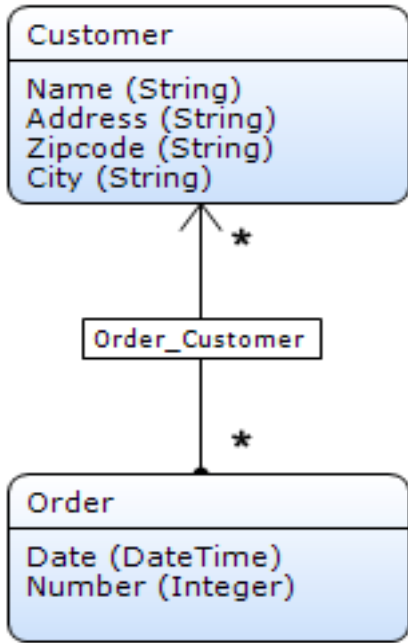 Customer
Name (String)
Address (String)
Zipcode (String)
City (String)
*
Order_Customer
*
Order
Date (DateTime)
Number (Integer)